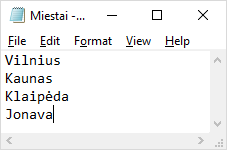 Miestai -...
File Edit Format View Help
Vilnius
Kaunas
Klaipėda
Jonava